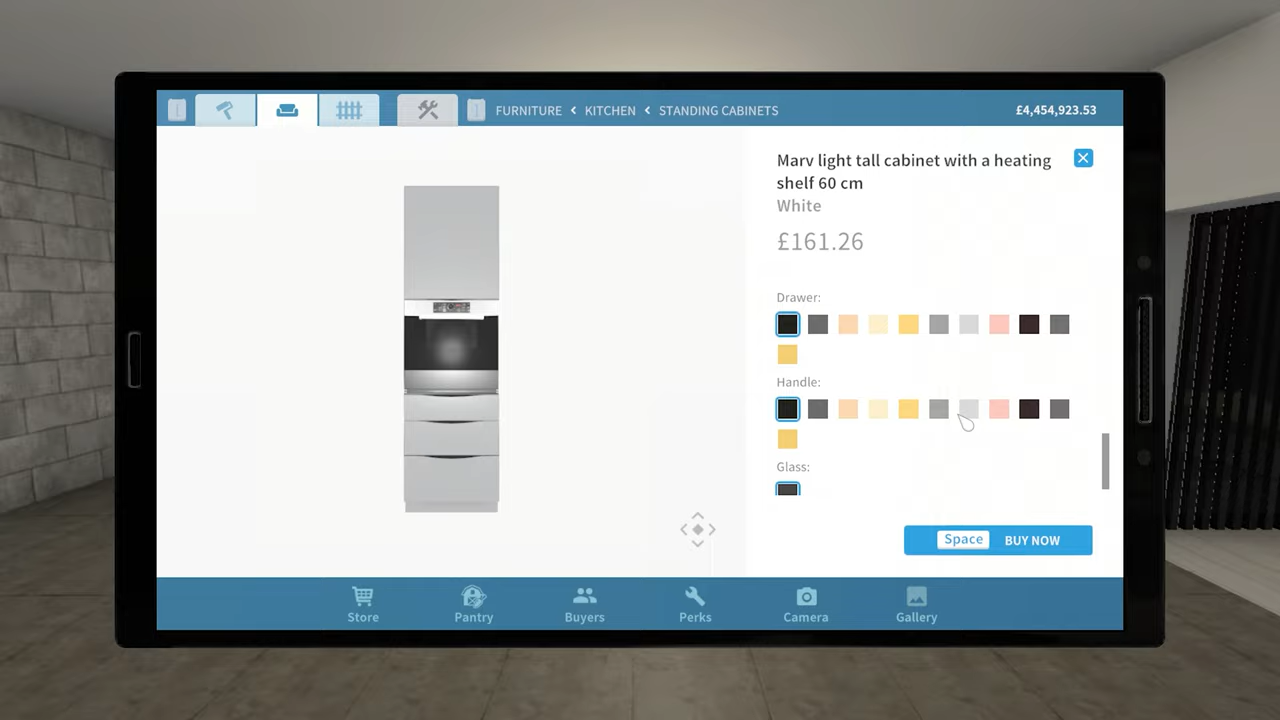 FURNITURE < KITCHEN < STANDING CABINETS
£4,454,923.53
Marv light tall cabinet with a heating
shelf 60 cm
White
£161.26
Drawer:
Handle:
Glass:
Space BUY NOW
Store
Pantry
Buyers
Perks
Camera
Gallery